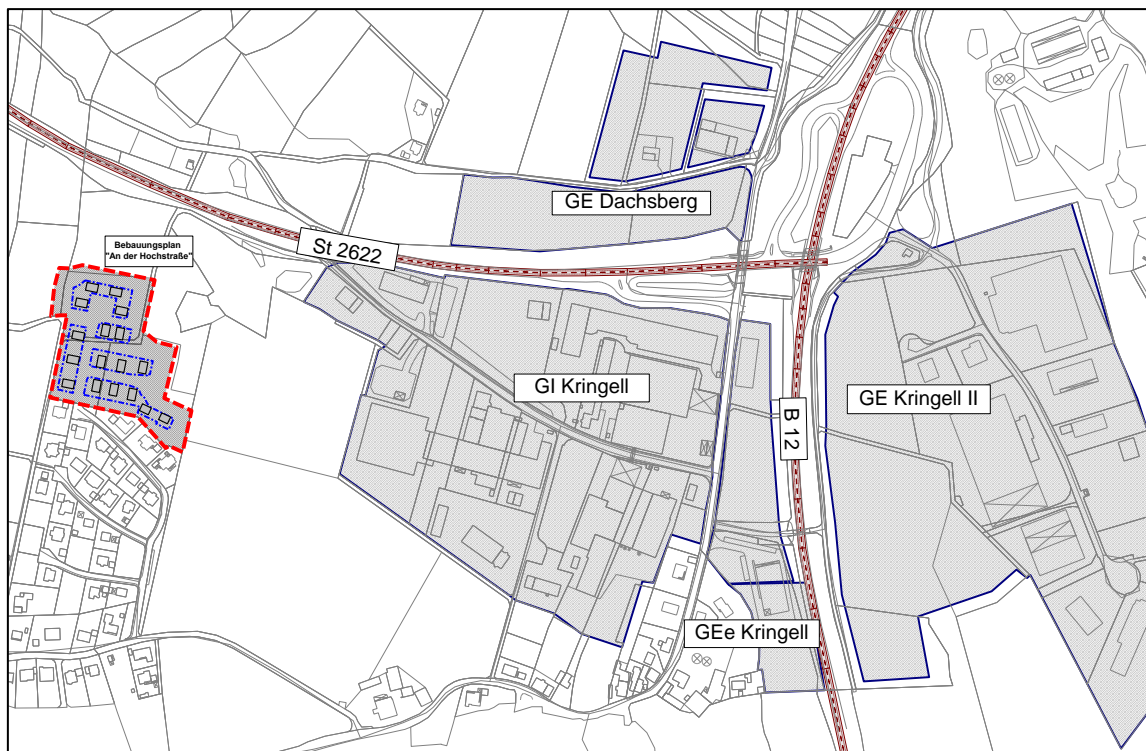 GE Dachsberg
St 2622
Bebauungsplan
"An der Hochstraße"
GI Kringell
GE Kringell II
B 12
GEe Kringell